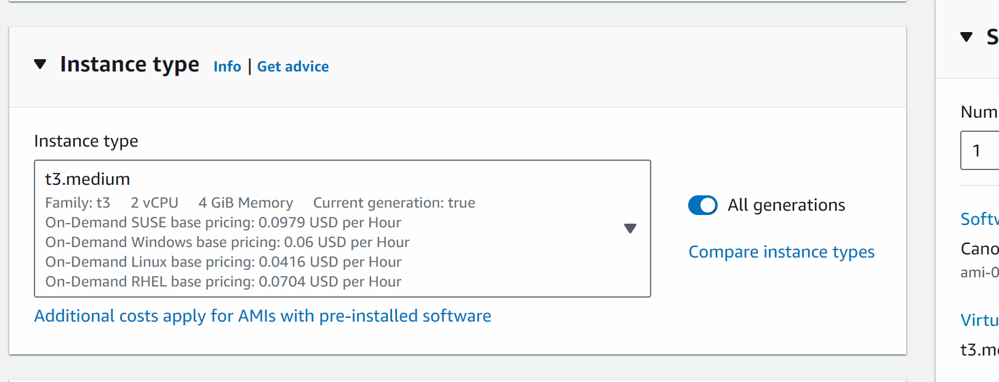 Instance type Info | Get advice
Instance type
t3.medium
Family: t3 2 vCPU 4 GiB Memory Current generation: true
On-Demand SUSE base pricing: 0.0979 USD per Hour
On-Demand Windows base pricing: 0.06 USD per Hour
On-Demand Linux base pricing: 0.0416 USD per Hour
On-Demand RHEL base pricing: 0.0704 USD per Hour
Additional costs apply for AMIs with pre-installed software
All generations
Compare instance types
S
Num
1
Softw
Cano
ami-0
Virtu
t3.me